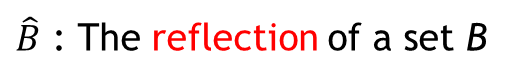 B̂ : The reflection of a set B